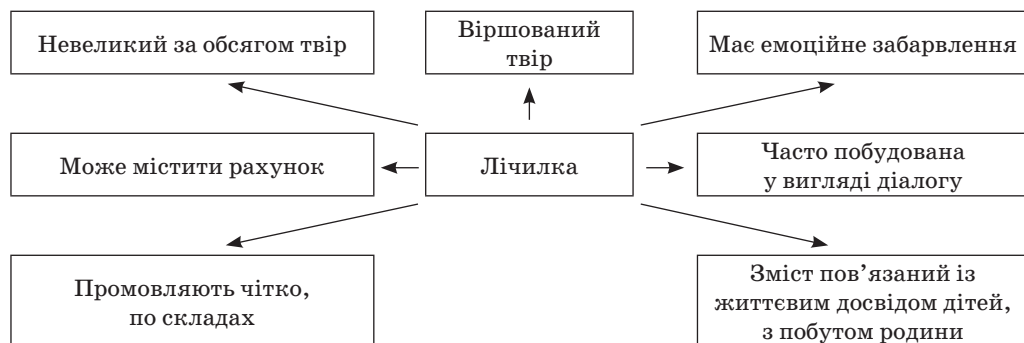 Невеликий за обсягом твір
Віршований
твір
Має емоційне забарвлення
Може містити рахунок
Лічилка
Часто побудована
у вигляді діалогу
Промовляють чітко,
по складах
Зміст пов’язаний із
життєвим досвідом дітей,
з побутом родини